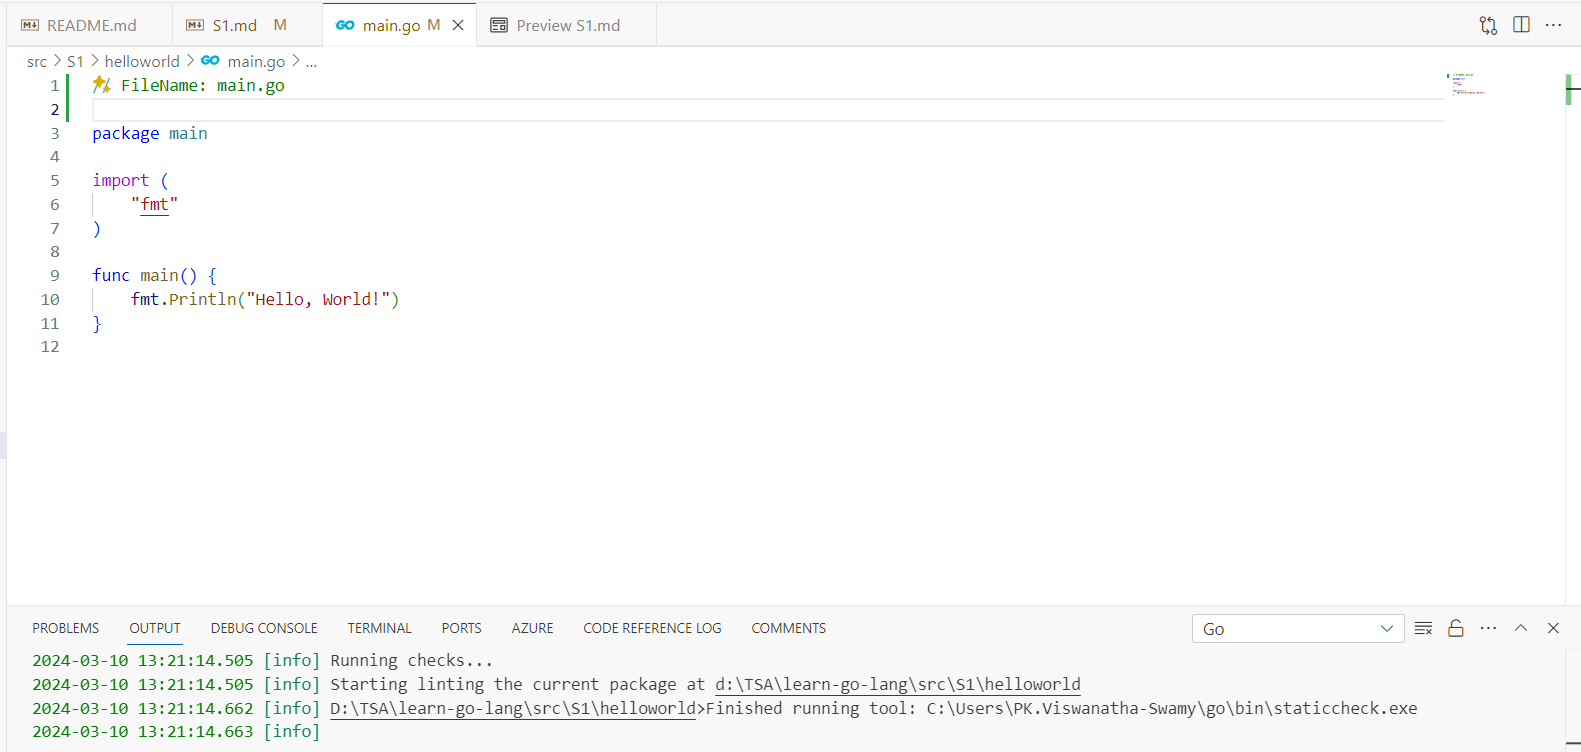 README.md S1.md M GO main.go M Preview S1.md
src > S1 > helloworld > GO main.go > ...
1 // FileName: main.go
2
3 package main
4
5 import (
6 "fmt"
7 )
8
9 func main() {
10 fmt.Println("Hello, World!")
11 }
12
PROBLEMS OUTPUT DEBUG CONSOLE TERMINAL PORTS AZURE CODE REFERENCE LOG COMMENTS Go
2024-03-10 13:21:14.505 [info] Running checks...
2024-03-10 13:21:14.505 [info] Starting linting the current package at d:\TSA\learn-go-lang\src\S1\helloworld
2024-03-10 13:21:14.662 [info] D:\TSA\learn-go-lang\src\S1\helloworld>Finished running tool: C:\Users\PK.Viswanatha-Swamy\go\bin\staticcheck.exe
2024-03-10 13:21:14.663 [info]